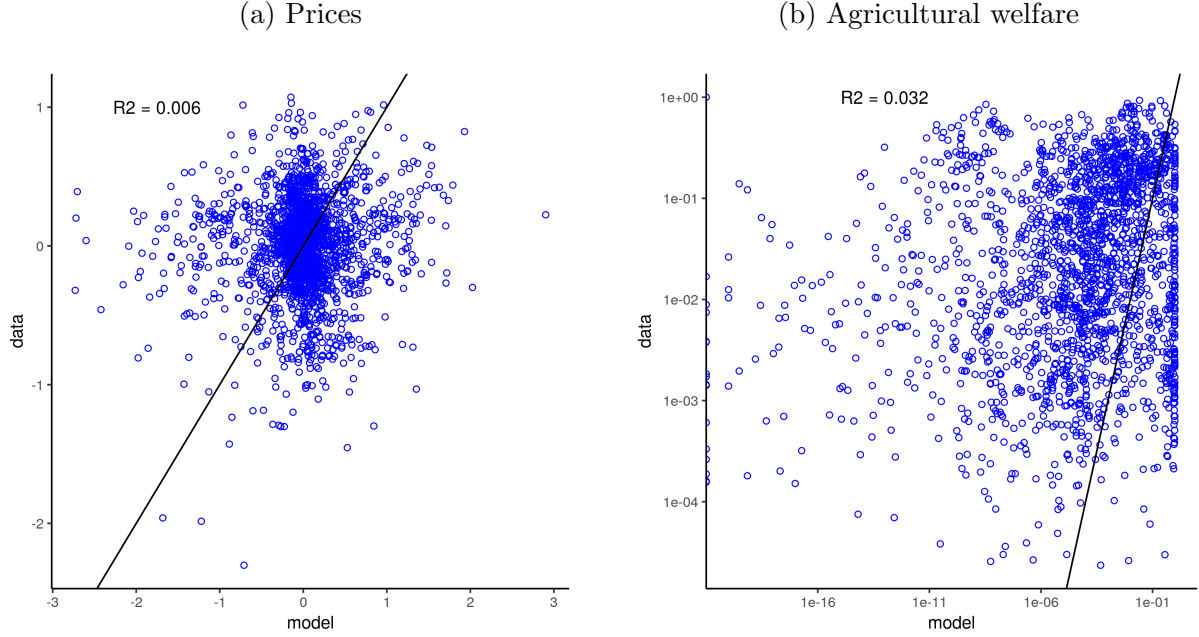 (a) Prices
R2 = 0.006
1
0
-1
-2
data
-3
-2
-1
0
1
2
3
model
(b) Agricultural welfare
R2 = 0.032
1e+00
1e-01
1e-02
1e-03
1e-04
data
1e-16
1e-11
1e-06
1e-01
model